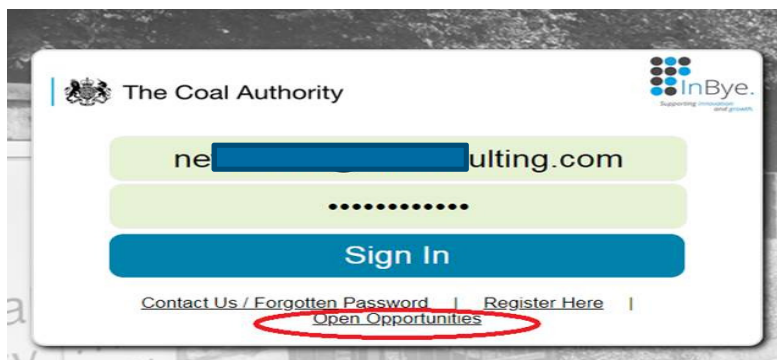 The Coal Authority
InBye.
Supporting innovation
and growth
ne ulting.com
••••••••••••
Sign In
Contact Us / Forgotten Password | Register Here |
Open Opportunities